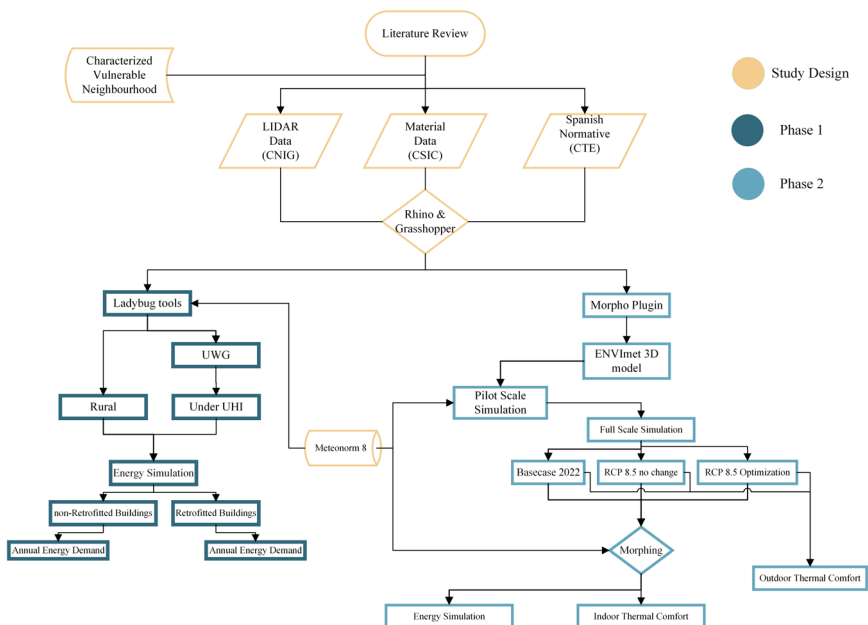 Literature Review
Characterized
Vulnerable
Neighbourhood
Study Design
Phase 1
Phase 2
LIDAR
Data
(CNIG)
Material
Data
(CSIC)
Spanish
Normative
(CTE)
Rhino &
Grasshopper
Ladybug tools
Morpho Plugin
UWG
ENVImet 3D
model
Rural
Under UHI
Pilot Scale
Simulation
Full Scale Simulation
Meteonorm 8
Energy Simulation
Basecase 2022
RCP 8.5 no change
RCP 8.5 Optimization
non-Retrofitted Buildings
Retrofitted Buildings
Annual Energy Demand
Annual Energy Demand
Morphing
Outdoor Thermal Comfort
Energy Simulation
Indoor Thermal Comfort